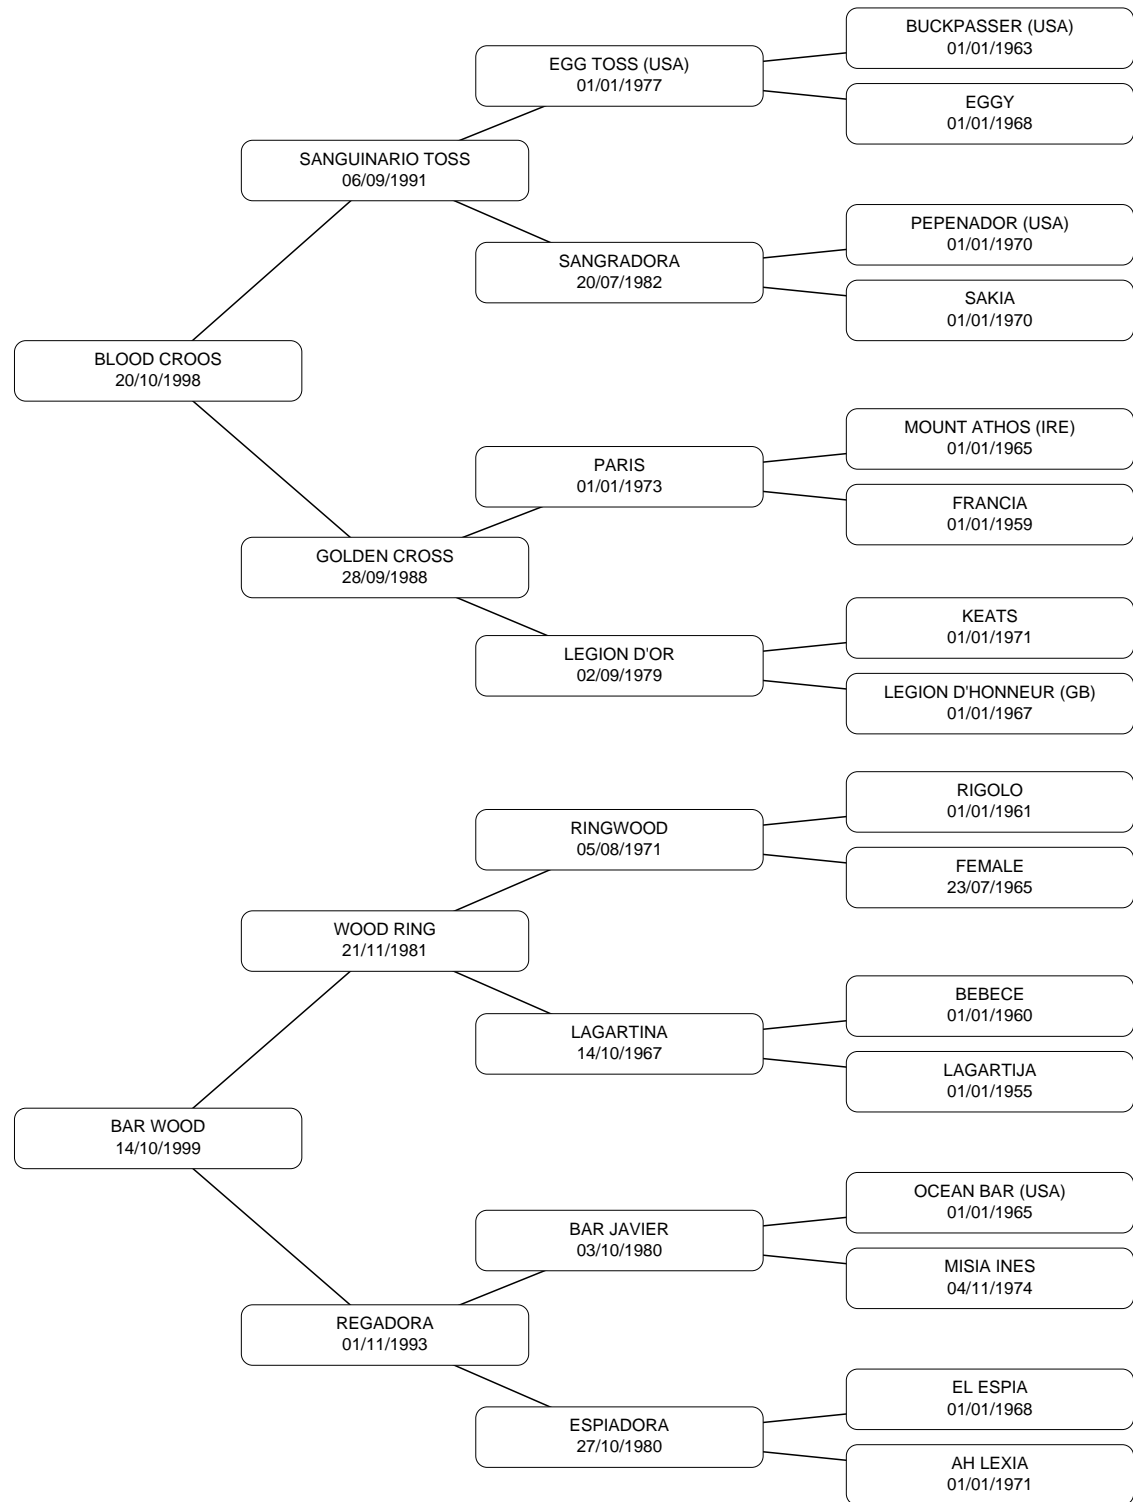 BUCKPASSER (USA)
01/01/1963
EGG TOSS (USA)
01/01/1977
EGGY
01/01/1968
SANGUINARIO TOSS
06/09/1991
PEPENADOR (USA)
01/01/1970
SANGRADORA
20/07/1982
SAKIA
01/01/1970
BLOOD CROOS
20/10/1998
MOUNT ATHOS (IRE)
01/01/1965
PARIS
01/01/1973
FRANCIA
01/01/1959
GOLDEN CROSS
28/09/1988
KEATS
01/01/1971
LEGION D'OR
02/09/1979
LEGION D'HONNEUR (GB)
01/01/1967
RIGOLO
01/01/1961
RINGWOOD
05/08/1971
FEMALE
23/07/1965
WOOD RING
21/11/1981
BEBECE
01/01/1960
LAGARTINA
14/10/1967
LAGARTIJA
01/01/1955
BAR WOOD
14/10/1999
OCEAN BAR (USA)
01/01/1965
BAR JAVIER
03/10/1980
MISIA INES
04/11/1974
REGADORA
01/11/1993
EL ESPIA
01/01/1968
ESPIADORA
27/10/1980
AH LEXIA
01/01/1971